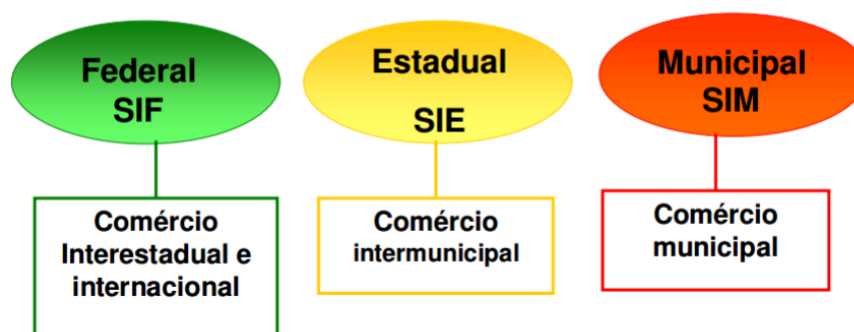 Federal
SIF
Estadual
SIE
Municipal
SIM
Comércio
Interestadual e
internacional
Comércio
intermunicipal
Comércio
municipal